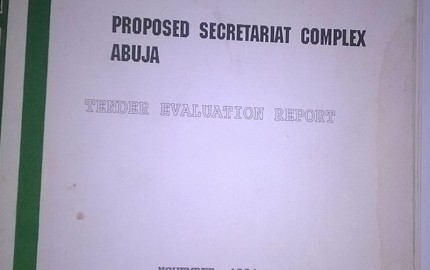 PROPOSED SECRETARIAT COMPLEX
ABUJA
TENDER EVALUATION REPORT